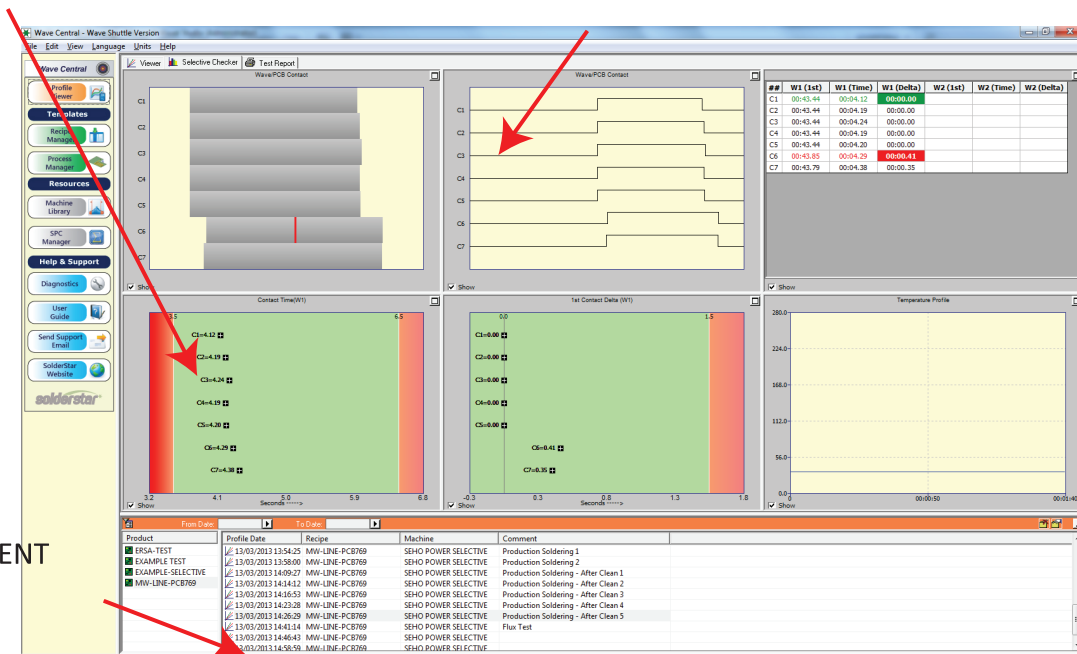 Wave Central - Wave Shuttle Version
File Edit View Language Units Help
Wave Central
Profile Viewer
Templates
Recipe Manager
Process Manager
Resources
Machine Library
SPC Manager
Help & Support
Diagnostics
User Guide
Send Support Email
SolderStar Website
solderstar
Viewer Selective Checker Test Report
Wave/PCB Contact
C1
C2
C3
C4
C5
C6
C7
Show
Wave/PCB Contact
C1
C2
C3
C4
C5
C6
C7
Show
## W1 (1st) W1 (Time) W1 (Delta) W2 (1st) W2 (Time) W2 (Delta)
C1 00:43.44 00:04.12 00:00.00
C2 00:43.44 00:04.19 00:00.00
C3 00:43.44 00:04.24 00:00.00
C4 00:43.44 00:04.19 00:00.00
C5 00:43.44 00:04.20 00:00.00
C6 00:43.85 00:04.29 00:00.41
C7 00:43.79 00:04.38 00:00.35
Show
Contact Time(W1)
3.5 6.5
C1=4.12
C2=4.19
C3=4.24
C4=4.19
C5=4.20
C6=4.29
C7=4.38
3.2 4.1 5.0 5.9 6.8
Seconds ----->
Show
1st Contact Delta (W1)
0.0 1.5
C1=0.00
C2=0.00
C3=0.00
C4=0.00
C5=0.00
C6=0.41
C7=0.35
-0.3 0.3 0.8 1.3 1.8
Seconds ----->
Show
Temperature Profile
280.0
224.0
168.0
112.0
56.0
0.0
0 00:00:50 00:01:40
Show
From Date: To Date:
Product Profile Date Recipe Machine Comment
ERSA-TEST
EXAMPLE TEST
EXAMPLE-SELECTIVE
MW-LINE-PCB769
13/03/2013 13:54:25 MW-LINE-PCB769 SEHO POWER SELECTIVE Production Soldering 1
13/03/2013 13:58:00 MW-LINE-PCB769 SEHO POWER SELECTIVE Production Soldering 2
13/03/2013 14:09:27 MW-LINE-PCB769 SEHO POWER SELECTIVE Production Soldering - After Clean 1
13/03/2013 14:14:12 MW-LINE-PCB769 SEHO POWER SELECTIVE Production Soldering - After Clean 2
13/03/2013 14:16:53 MW-LINE-PCB769 SEHO POWER SELECTIVE Production Soldering - After Clean 3
13/03/2013 14:23:28 MW-LINE-PCB769 SEHO POWER SELECTIVE Production Soldering - After Clean 4
13/03/2013 14:26:29 MW-LINE-PCB769 SEHO POWER SELECTIVE Production Soldering - After Clean 5
13/03/2013 14:41:14 MW-LINE-PCB769 SEHO POWER SELECTIVE Flux Test
13/03/2013 14:46:43 MW-LINE-PCB769 SEHO POWER SELECTIVE
13/03/2013 14:58:59 MW-LINE-PCB769 SEHO POWER SELECTIVE
ENT